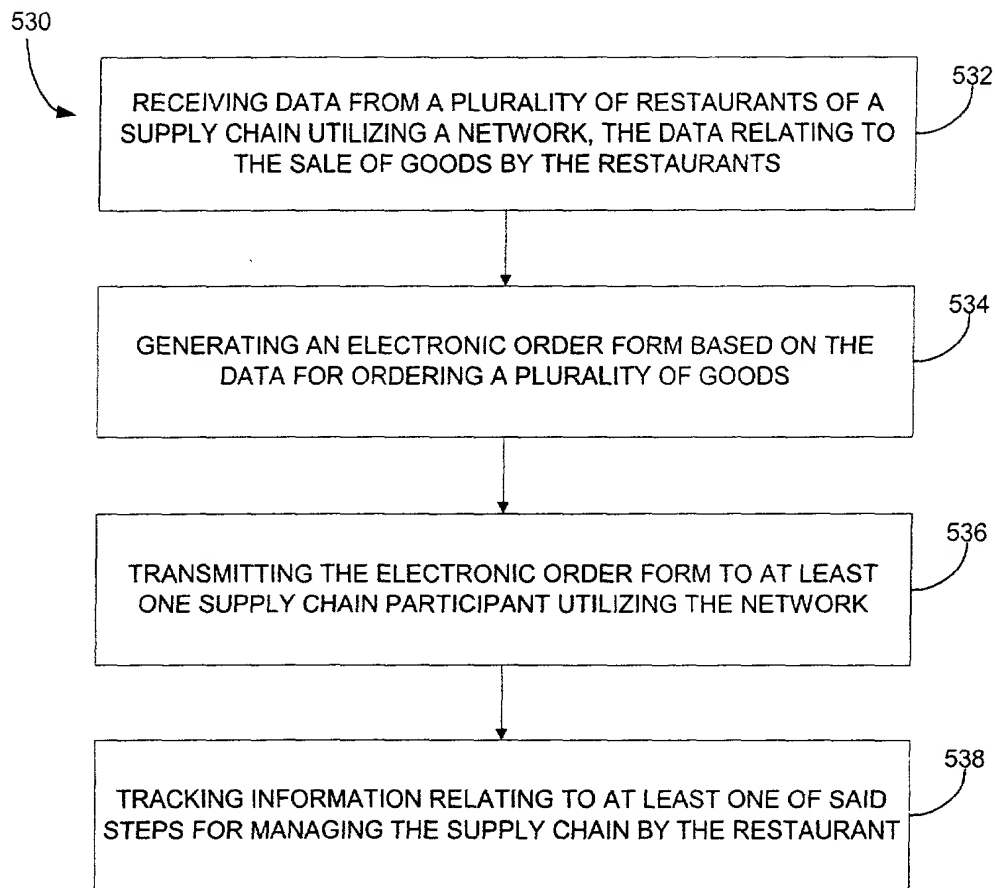 530
532
RECEIVING DATA FROM A PLURALITY OF RESTAURANTS OF A
SUPPLY CHAIN UTILIZING A NETWORK, THE DATA RELATING TO
THE SALE OF GOODS BY THE RESTAURANTS
534
GENERATING AN ELECTRONIC ORDER FORM BASED ON THE
DATA FOR ORDERING A PLURALITY OF GOODS
536
TRANSMITTING THE ELECTRONIC ORDER FORM TO AT LEAST
ONE SUPPLY CHAIN PARTICIPANT UTILIZING THE NETWORK
538
TRACKING INFORMATION RELATING TO AT LEAST ONE OF SAID
STEPS FOR MANAGING THE SUPPLY CHAIN BY THE RESTAURANT